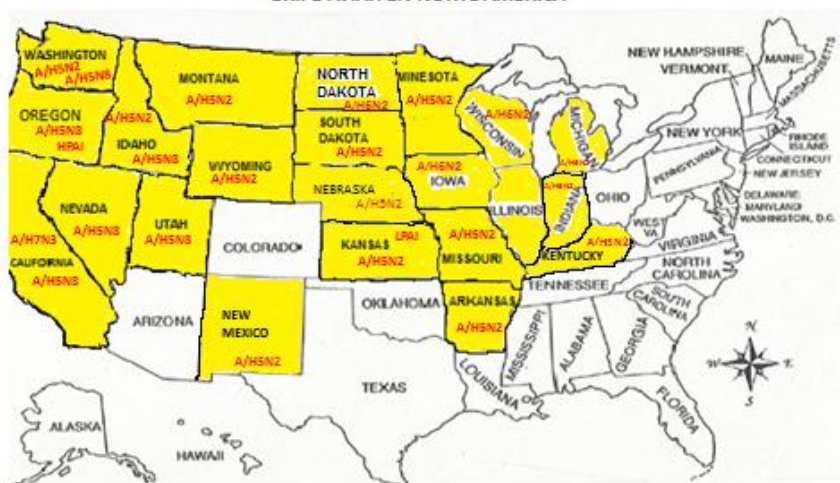 WASHINGTON
A/H5N2
A/H5N8
MONTANA
A/H5N2
NORTH
DAKOTA
A/H5N2
MINESOTA
A/H5N2
OREGON
A/H5N8
HPAI
A/H5N2
IDAHO
A/H5N8
SOUTH
DAKOTA
A/H5N2
WISCONSIN
A/H5N2
MICHIGAN
WYOMING
A/H5N2
A/H5N2
IOWA
NEBRASKA
A/H5N2
NEVADA
A/H5N8
UTAH
A/H5N8
COLORADO
KANSAS
LPAI
A/H5N2
A/H5N2
MISSOURI
ILLINOIS
INDIANA
OHIO
A/H5N2
KENTUCKY
A/H7N3
CALIFORNIA
A/H5N8
ARIZONA
NEW
MEXICO
A/H5N2
OKLAHOMA
ARKANSAS
A/H5N2
TENNESSEE
TEXAS
LOUISIANA
MISSISSIPPI
ALABAMA
GEORGIA
FLORIDA
SOUTH
CAROLINA
NORTH
CAROLINA
VIRGINIA
WEST
VA
PENNSYLVANIA
NEW YORK
NEW HAMPSHIRE
VERMONT
MAINE
MASSACHUSETTS
RHODE
ISLAND
CONNECTICUT
NEW JERSEY
DELAWARE
MARYLAND
WASHINGTON, D.C.
N
W
E
S
ALASKA
HAWAII